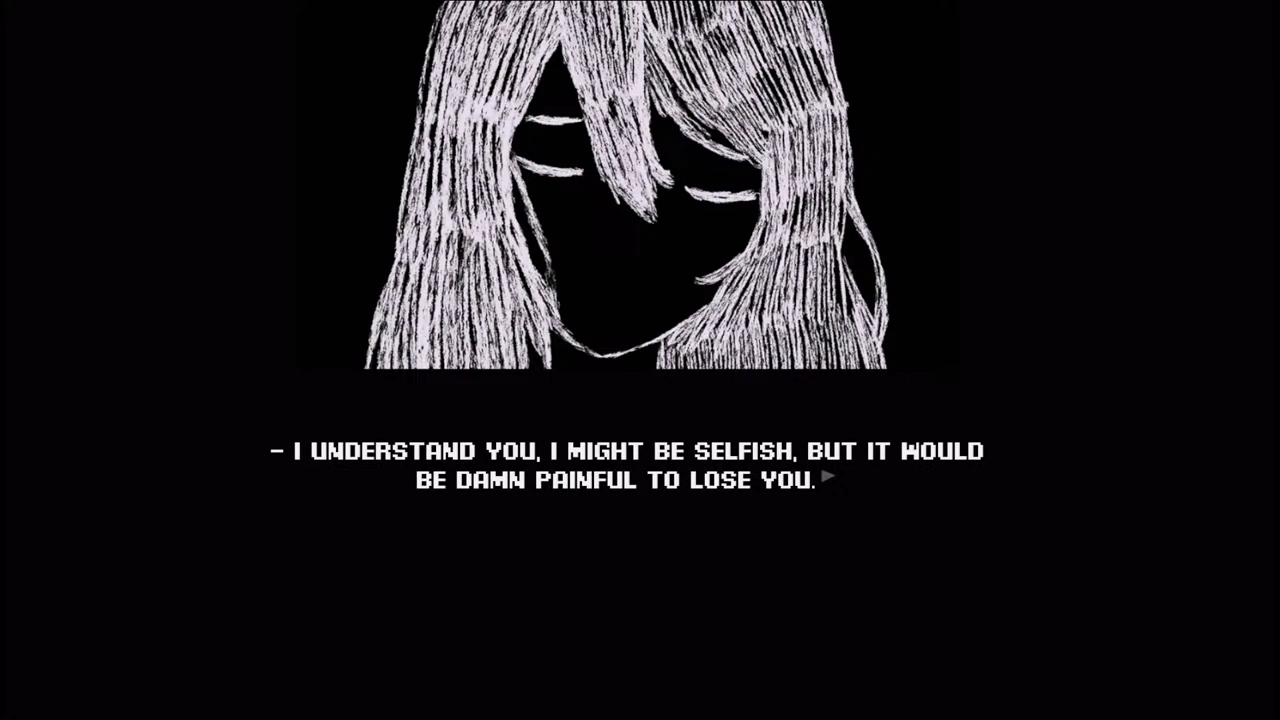 - I UNDERSTAND YOU, I MIGHT BE SELFISH, BUT IT WOULD
BE DAMN PAINFUL TO LOSE YOU.